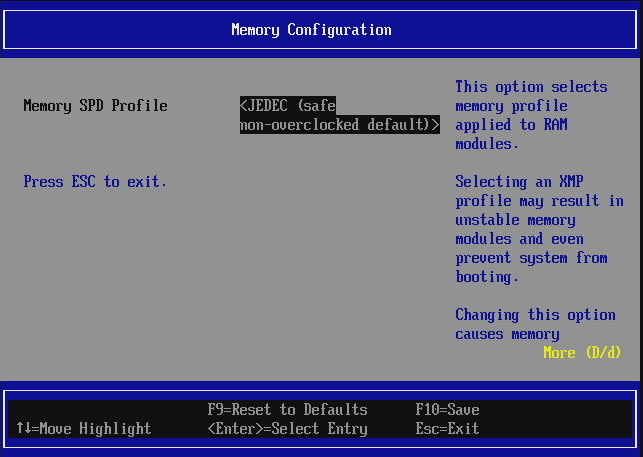 Memory Configuration
Memory SPD Profile
<JEDEC (safe
non-overclocked default)>
Press ESC to exit.
This option selects
memory profile
applied to RAM
modules.
Selecting an XMP
profile may result in
unstable memory
modules and even
prevent system from
booting.
Changing this option
causes memory
More (D/d)
F9=Reset to Defaults
F10=Save
↑↓=Move Highlight
<Enter>=Select Entry
Esc=Exit